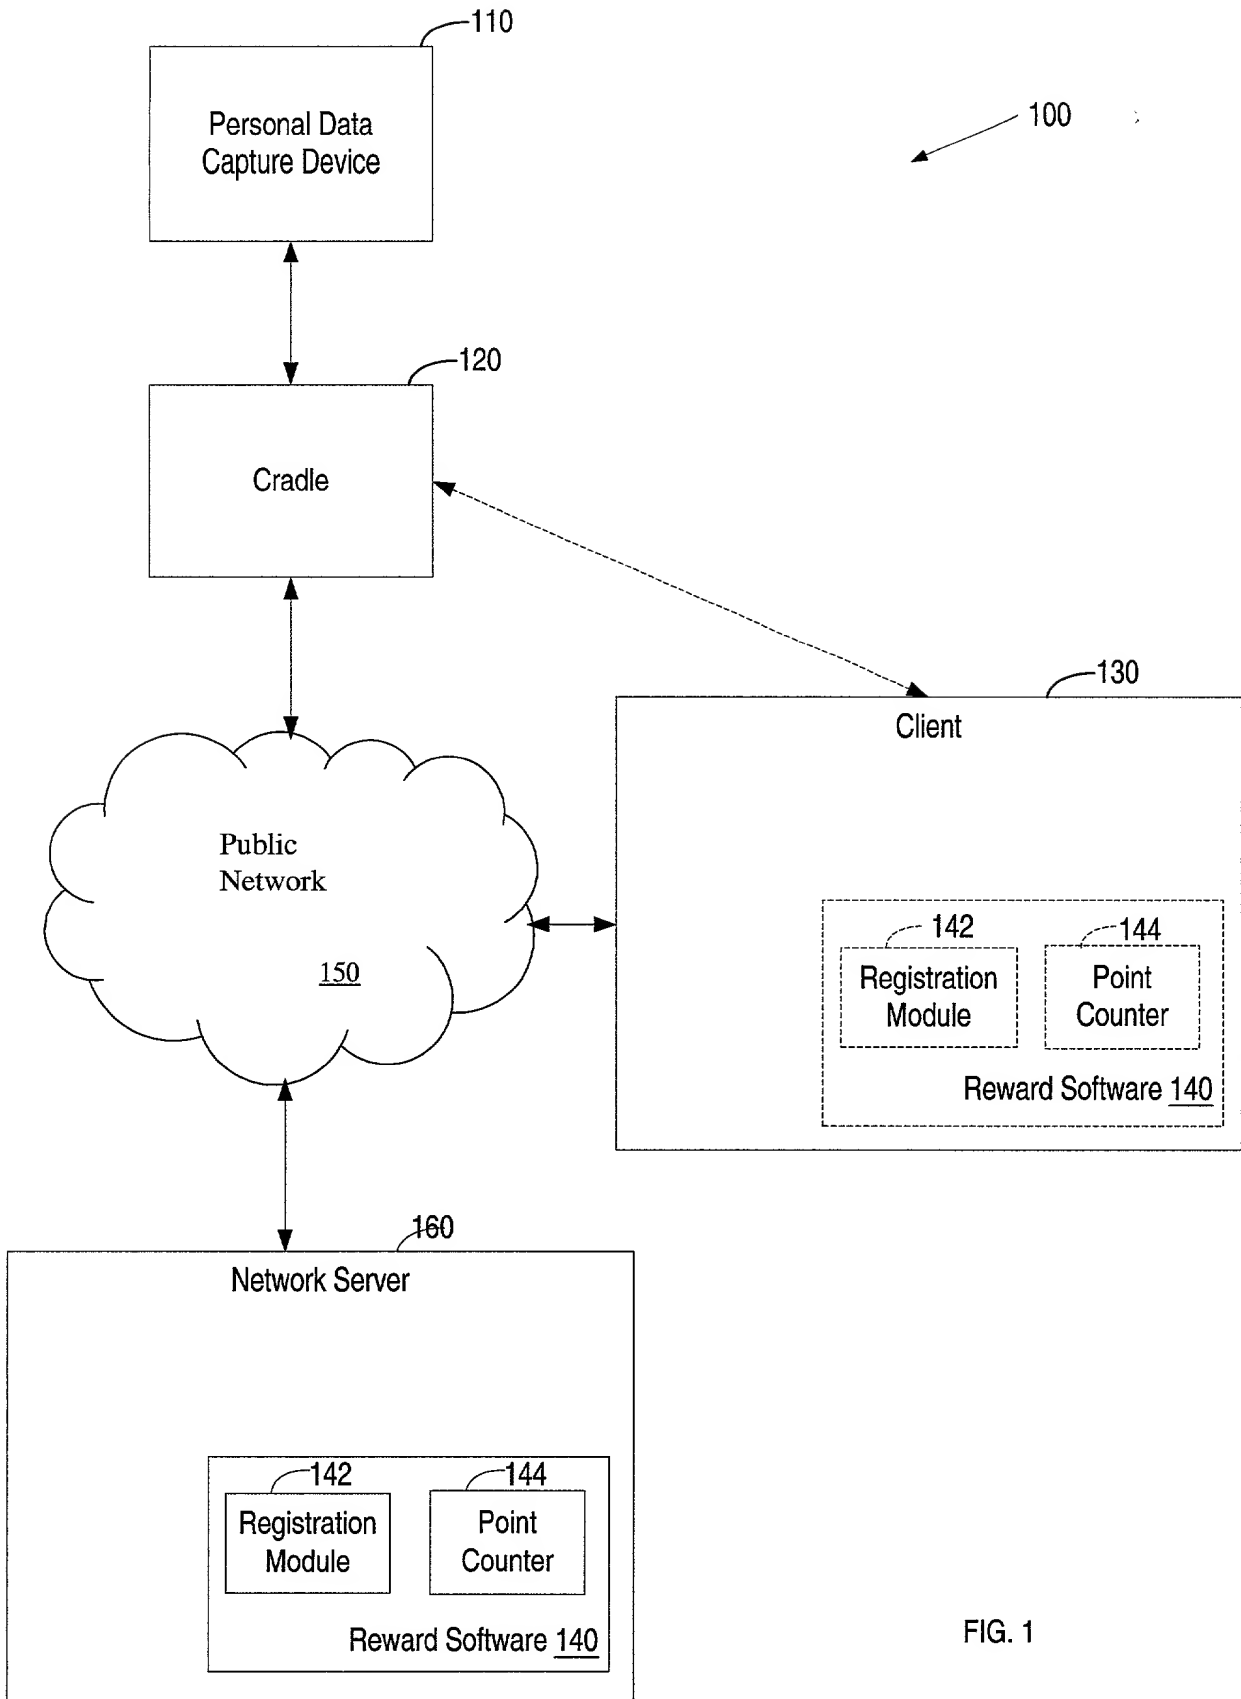 110
Personal Data
Capture Device
100
120
Cradle
130
Client
Public
Network
150
142
144
Registration
Module
Point
Counter
Reward Software 140
160
Network Server
142
144
Registration
Module
Point
Counter
Reward Software 140
FIG. 1